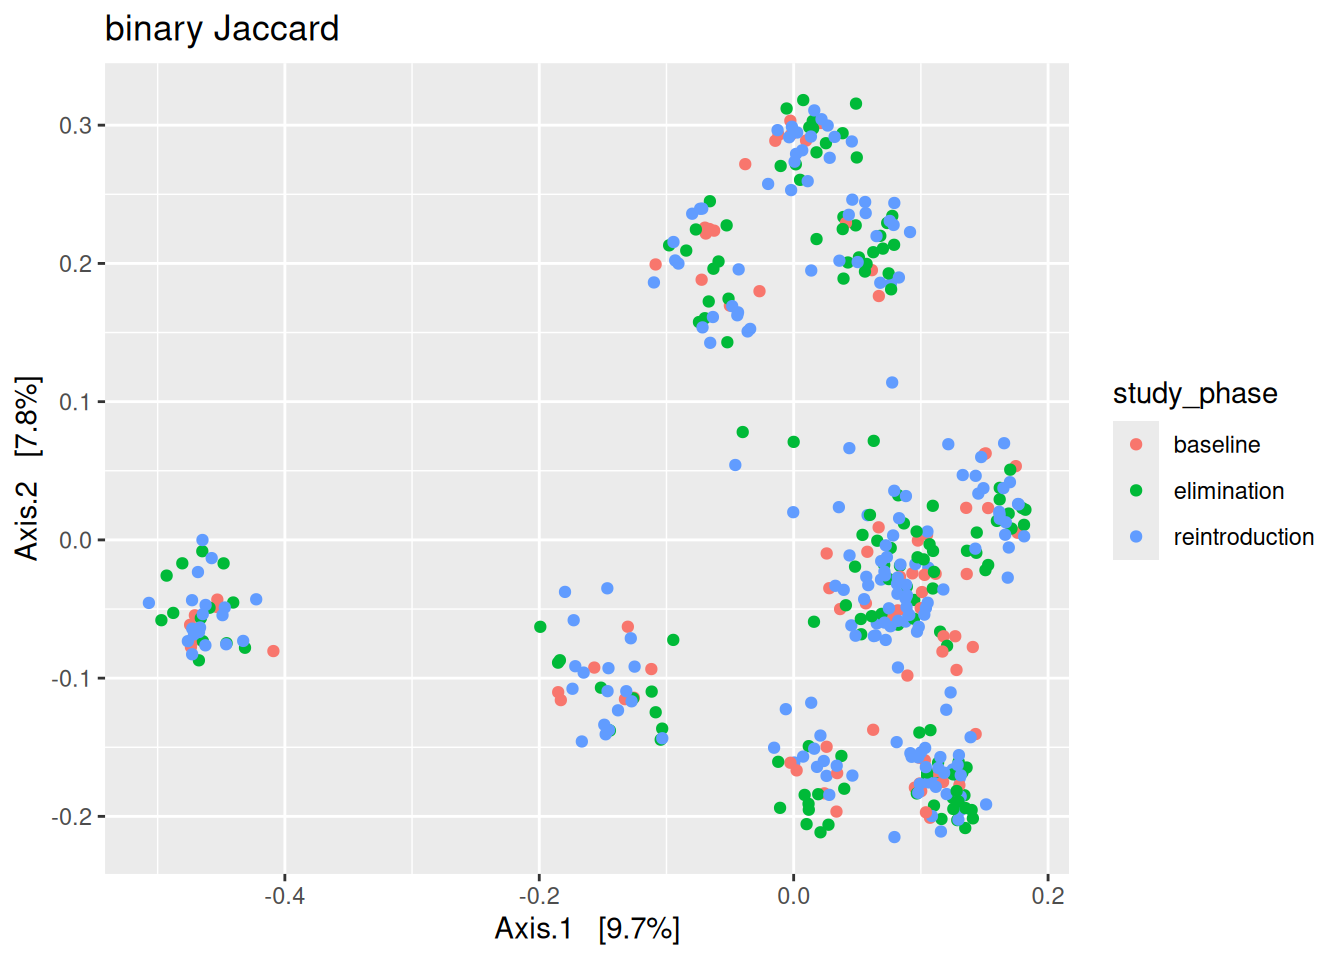 binary Jaccard
0.3
0.2
0.1
0.0
-0.1
-0.2
Axis.2   [7.8%]
-0.4
-0.2
0.0
0.2
Axis.1   [9.7%]
study_phase
baseline
elimination
reintroduction